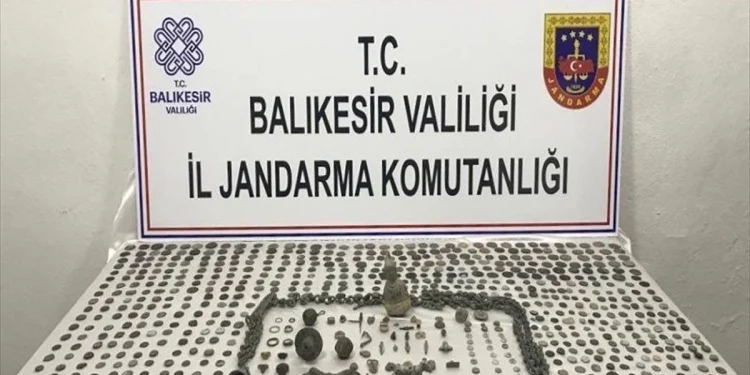 T.C.
BALIKESİR
VALİLİĞİ
T.C.
BALIKESİR VALİLİĞİ
İL JANDARMA KOMUTANLIĞI
JANDARMA